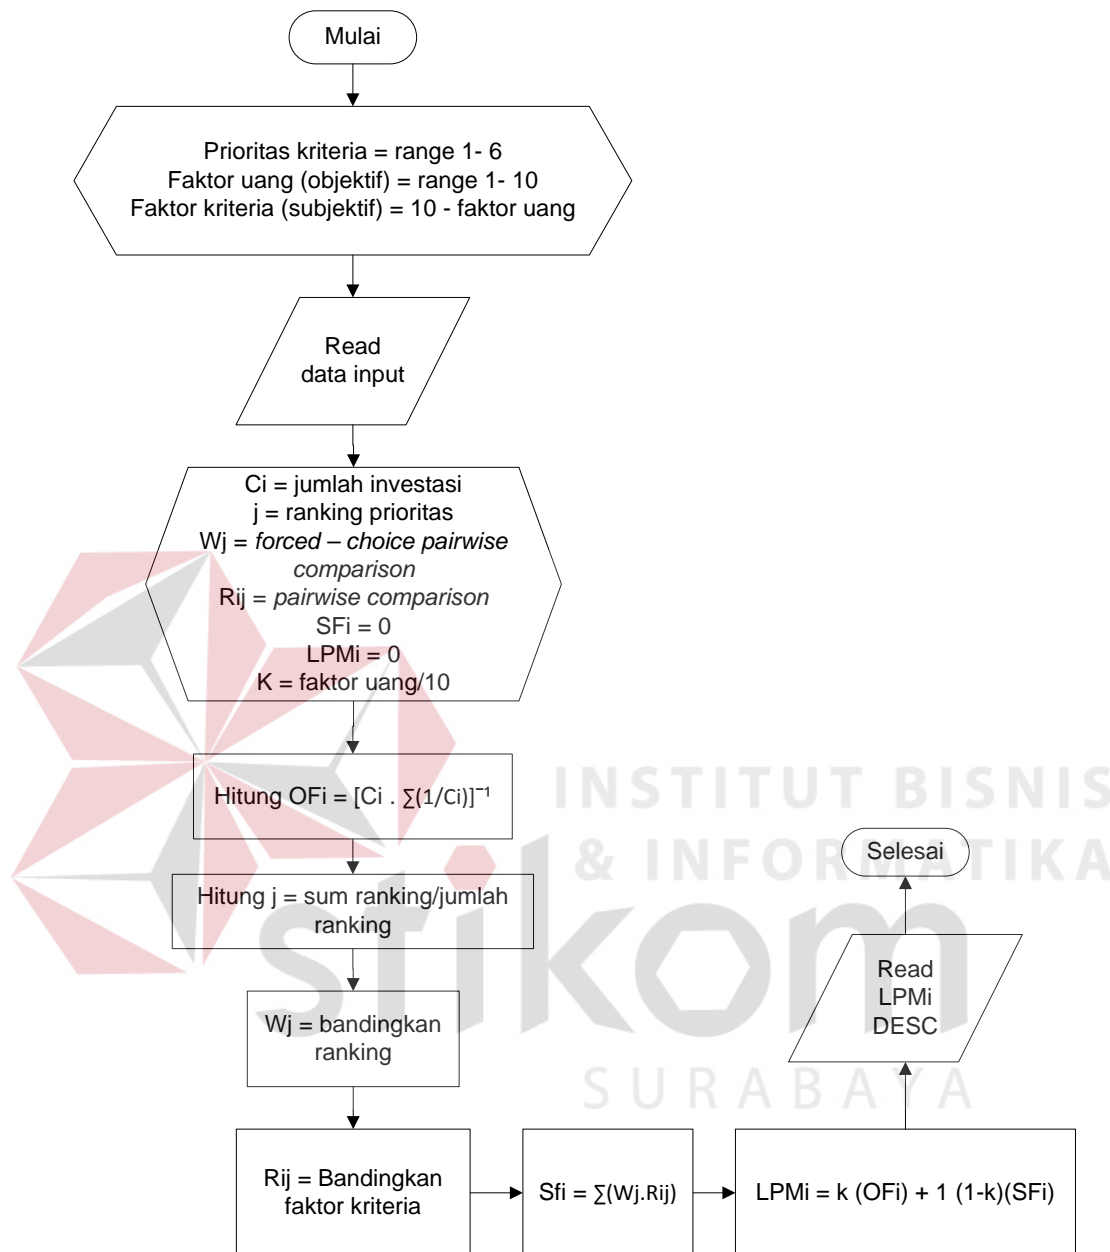 Mulai
Prioritas kriteria = range 1- 6
Faktor uang (objektif) = range 1- 10
Faktor kriteria (subjektif) = 10 - faktor uang
Read
data input
Ci = jumlah investasi
j = ranking prioritas
Wj = forced – choice pairwise
comparison
Rij = pairwise comparison
SFi = 0
LPMi = 0
K = faktor uang/10
Hitung OFi = [Ci . ∑(1/Ci)]⁻¹
Hitung j = sum ranking/jumlah
ranking
Wj = bandingkan
ranking
Rij = Bandingkan
faktor kriteria
Sfi = ∑(Wj.Rij)
LPMi = k (OFi) + 1 (1-k)(SFi)
Read
LPMi
DESC
Selesai
INSTITUT BISNIS
& INFORMATIKA
stikom
SURABAYA